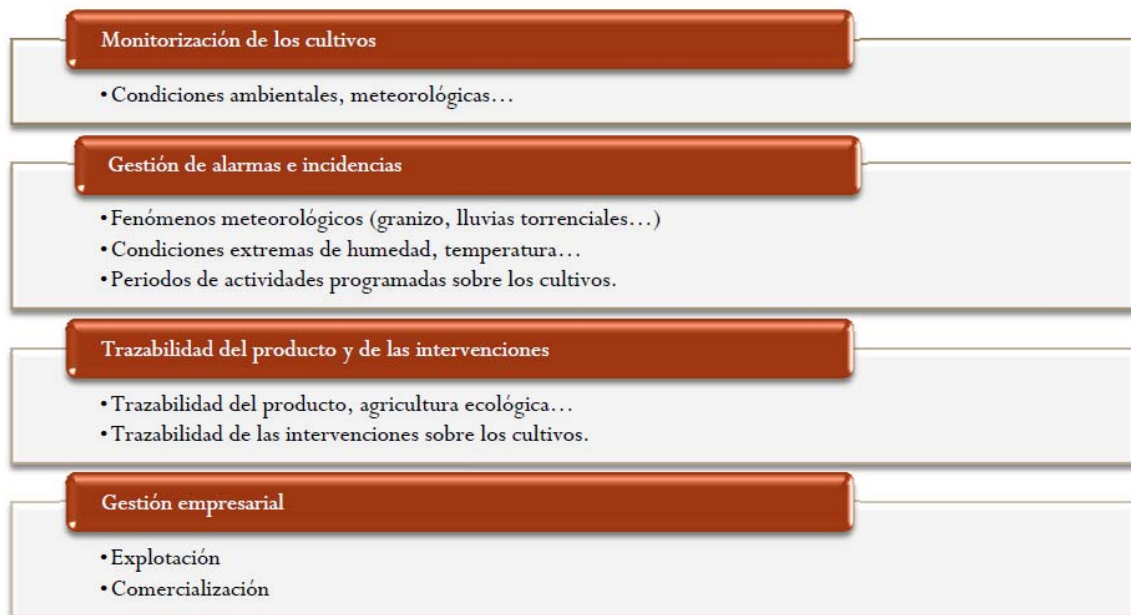 Monitorización de los cultivos
•Condiciones ambientales, meteorológicas…
Gestión de alarmas e incidencias
•Fenómenos meteorológicos (granizo, lluvias torrenciales…)
•Condiciones extremas de humedad, temperatura…
•Periodos de actividades programadas sobre los cultivos.
Trazabilidad del producto y de las intervenciones
•Trazabilidad del producto, agricultura ecológica…
•Trazabilidad de las intervenciones sobre los cultivos.
Gestión empresarial
•Explotación
•Comercialización